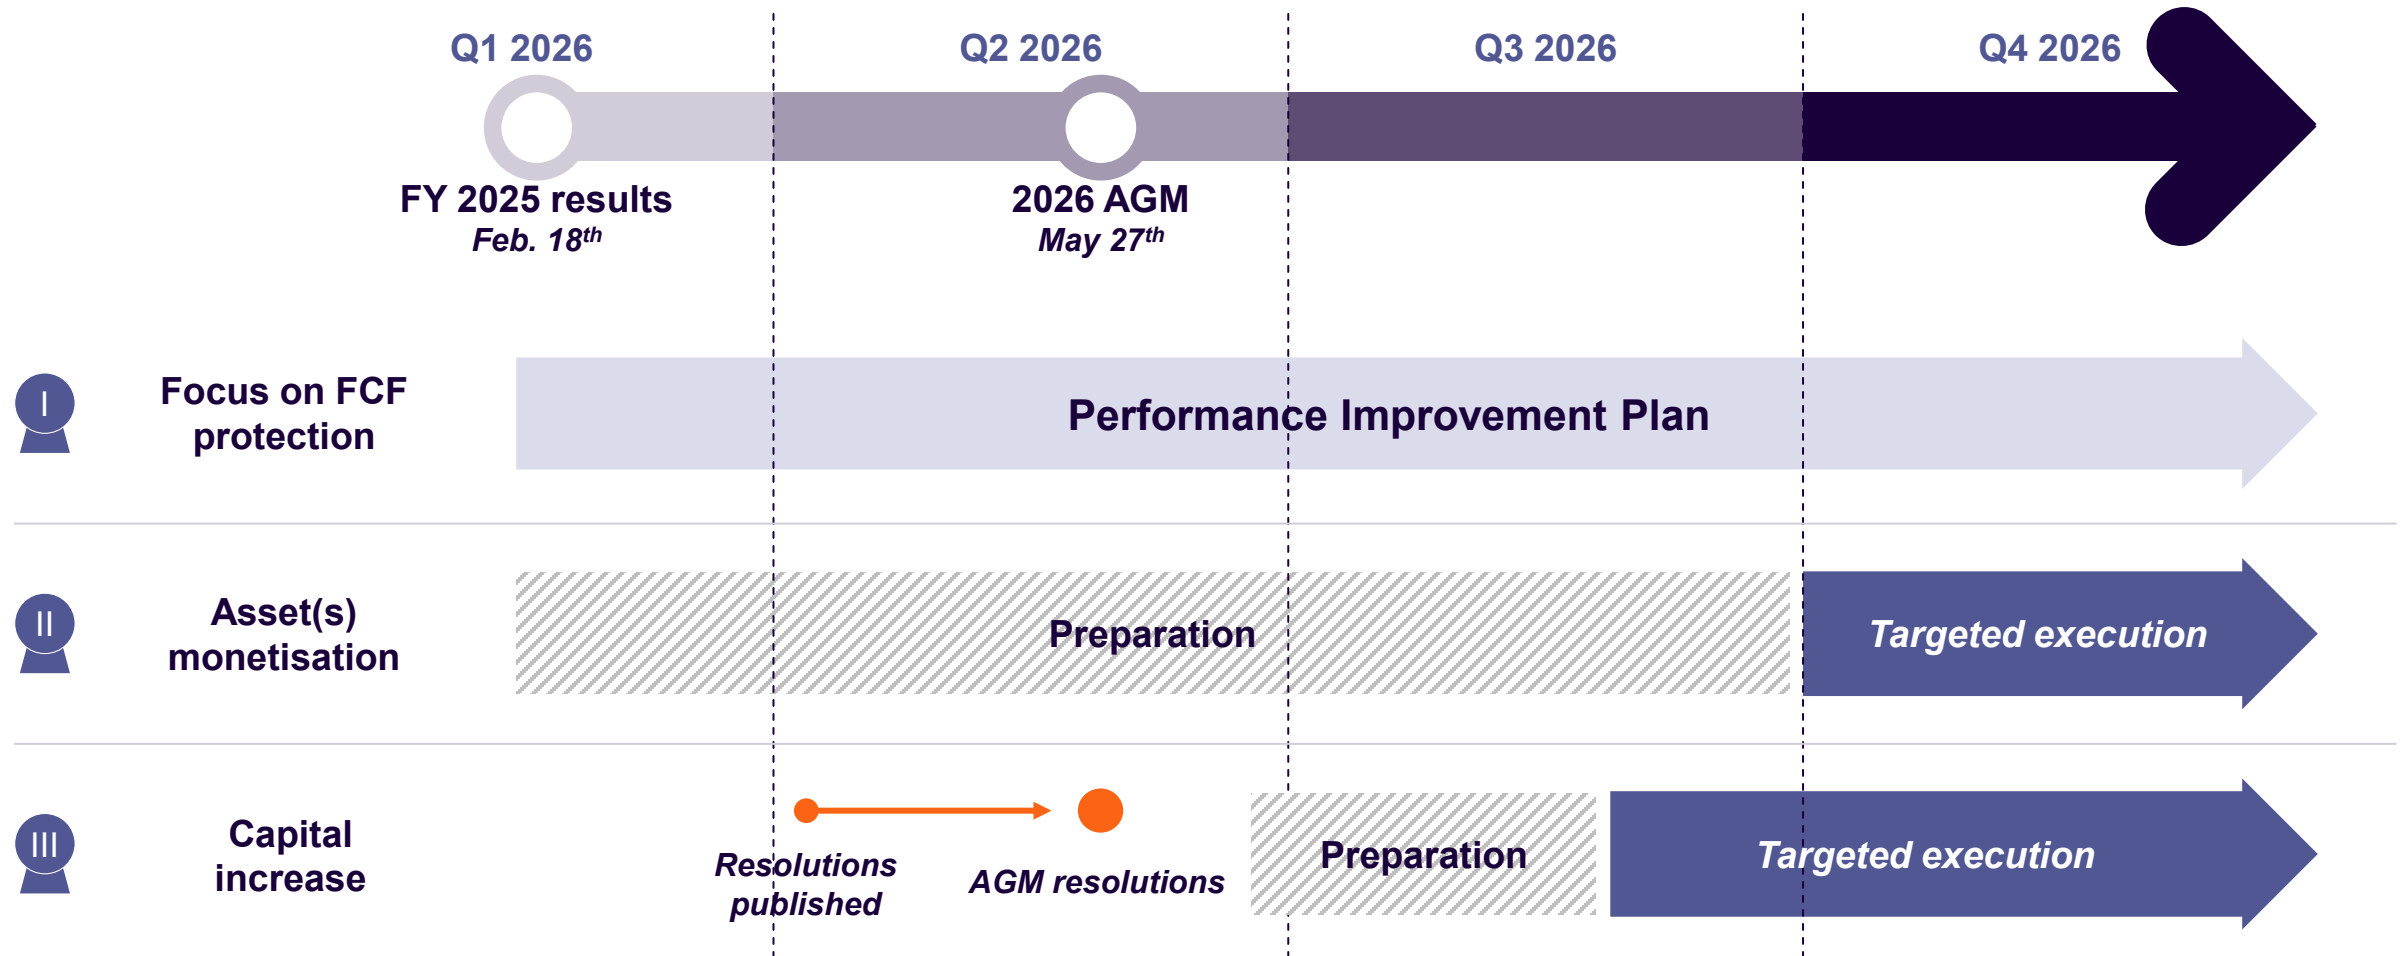 Q1 2026
Q2 2026
Q3 2026
Q4 2026
FY 2025 results
Feb. 18th
2026 AGM
May 27th
I
Focus on FCF
protection
Performance Improvement Plan
II
Asset(s)
monetisation
Preparation
Targeted execution
III
Capital
increase
Resolutions
published
AGM resolutions
Preparation
Targeted execution